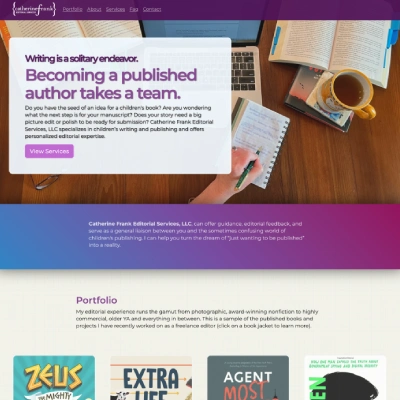 {catherine frank}
Portfolio About Services Faq Contact
Writing is a solitary endeavor.
Becoming a published
author takes a team.
Do you have the seed of an idea for a children's book? Are you wondering
what the next step is for your manuscript? Does your story need a big
picture edit or polish to be ready for submission? Catherine Frank Editorial
Services, LLC specializes in children's writing and publishing and offers
personalized editorial expertise.
View Services
Catherine Frank Editorial Services, LLC, can offer guidance, editorial feedback, and
serve as a general liaison between you and the sometimes confusing world of
children's publishing. I can help you turn the dream of "just wanting to be published"
into a reality.
Portfolio
My editorial experience runs the gamut from photographic, award-winning nonfiction to highly
commercial, older YA and everything in between. This is a sample of the published books and
projects I have recently worked on as a freelance editor (click on a book jacket to learn more).
ZEUS
THE MIGHTY
EXTRA
LIFE
AGENT
MOST